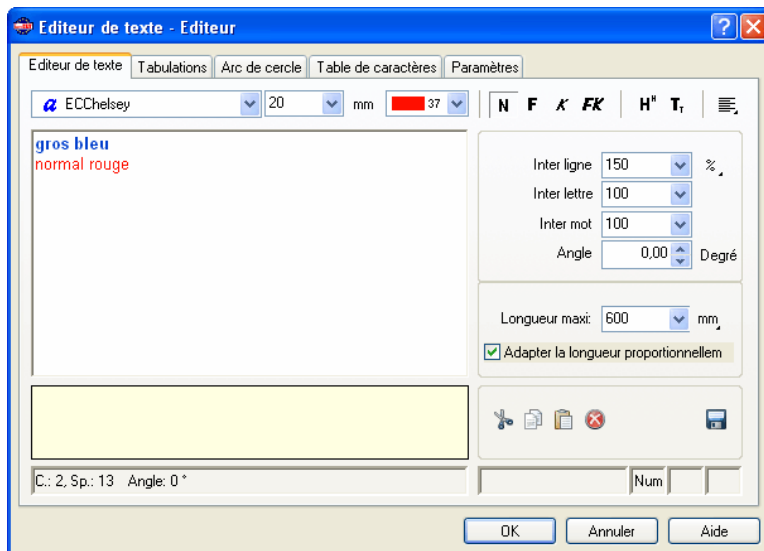 Editeur de texte - Editeur
Editeur de texte Tabulations Arc de cercle Table de caractères Paramètres
a ECChelsey 20 mm 37 N F K FK H^H T_T
gros bleu
normal rouge
Inter ligne 150 %
Inter lettre 100
Inter mot 100
Angle 0,00 Degré
Longueur maxi: 600 mm
Adapter la longueur proportionnellem
C.: 2, Sp.: 13 Angle: 0 °
Num
OK Annuler Aide